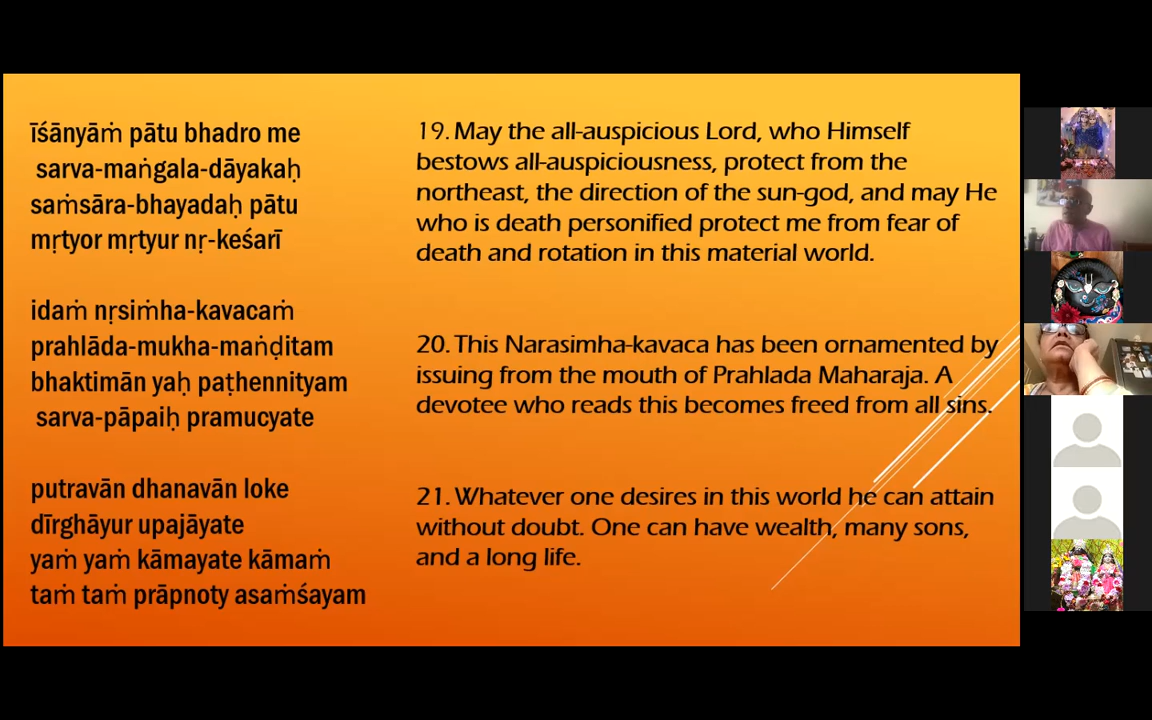 īśānyāṁ pātu bhadro me
sarva-maṅgala-dāyakaḥ
saṁsāra-bhayadaḥ pātu
mṛtyor mṛtyur nṛ-keśarī
idaṁ nṛsiṁha-kavacaṁ
prahlāda-mukha-maṇḍitam
bhaktimān yaḥ paṭhennityam
sarva-pāpaiḥ pramucyate
putravān dhanavān loke
dīrghāyur upajāyate
yaṁ yaṁ kāmayate kāmaṁ
taṁ taṁ prāpnoty asaṁśayam
19. May the all-auspicious Lord, who Himself
bestows all-auspiciousness, protect from the
northeast, the direction of the sun-god, and may He
who is death personified protect me from fear of
death and rotation in this material world.
20. This Narasimha-kavaca has been ornamented by
issuing from the mouth of Prahlada Maharaja. A
devotee who reads this becomes freed from all sins.
21. Whatever one desires in this world he can attain
without doubt. One can have wealth, many sons,
and a long life.